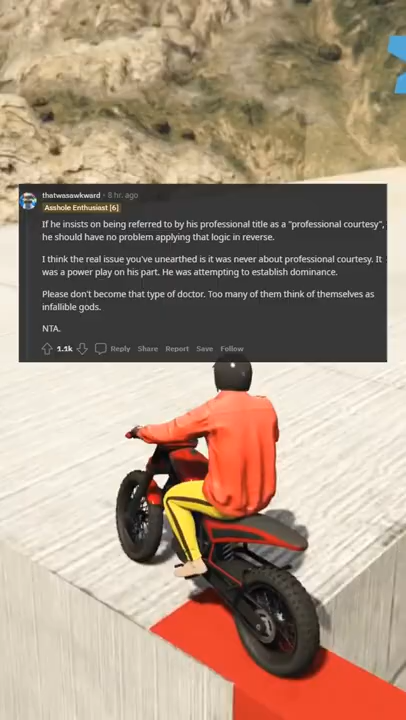 thatwasawkward · 8 hr. ago
Asshole Enthusiast [6]
If he insists on being referred to by his professional title as a "professional courtesy",
he should have no problem applying that logic in reverse.
I think the real issue you've unearthed is it was never about professional courtesy. It
was a power play on his part. He was attempting to establish dominance.
Please don't become that type of doctor. Too many of them think of themselves as
infallible gods.
NTA.
1.1k Reply Share Report Save Follow